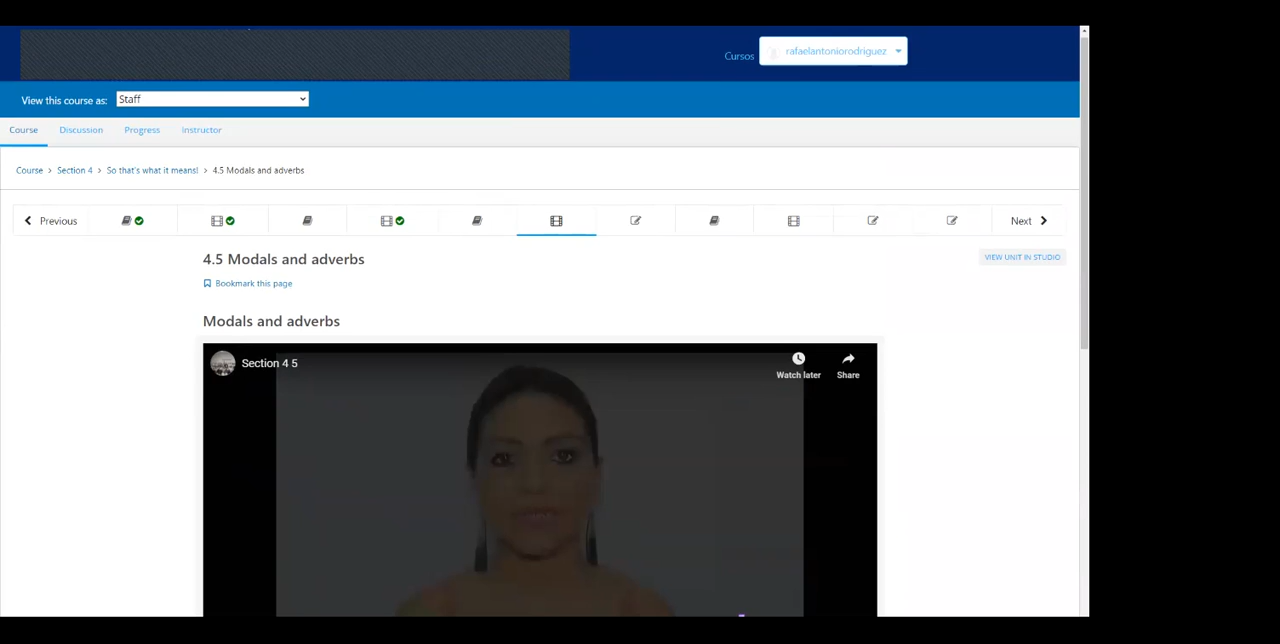 Cursos
rafaelantoniorodriguez
View this course as:
Staff
Course
Discussion
Progress
Instructor
Course > Section 4 > So that's what it means! > 4.5 Modals and adverbs
Previous
Next
4.5 Modals and adverbs
VIEW UNIT IN STUDIO
Bookmark this page
Modals and adverbs
Section 4 5
Watch later
Share